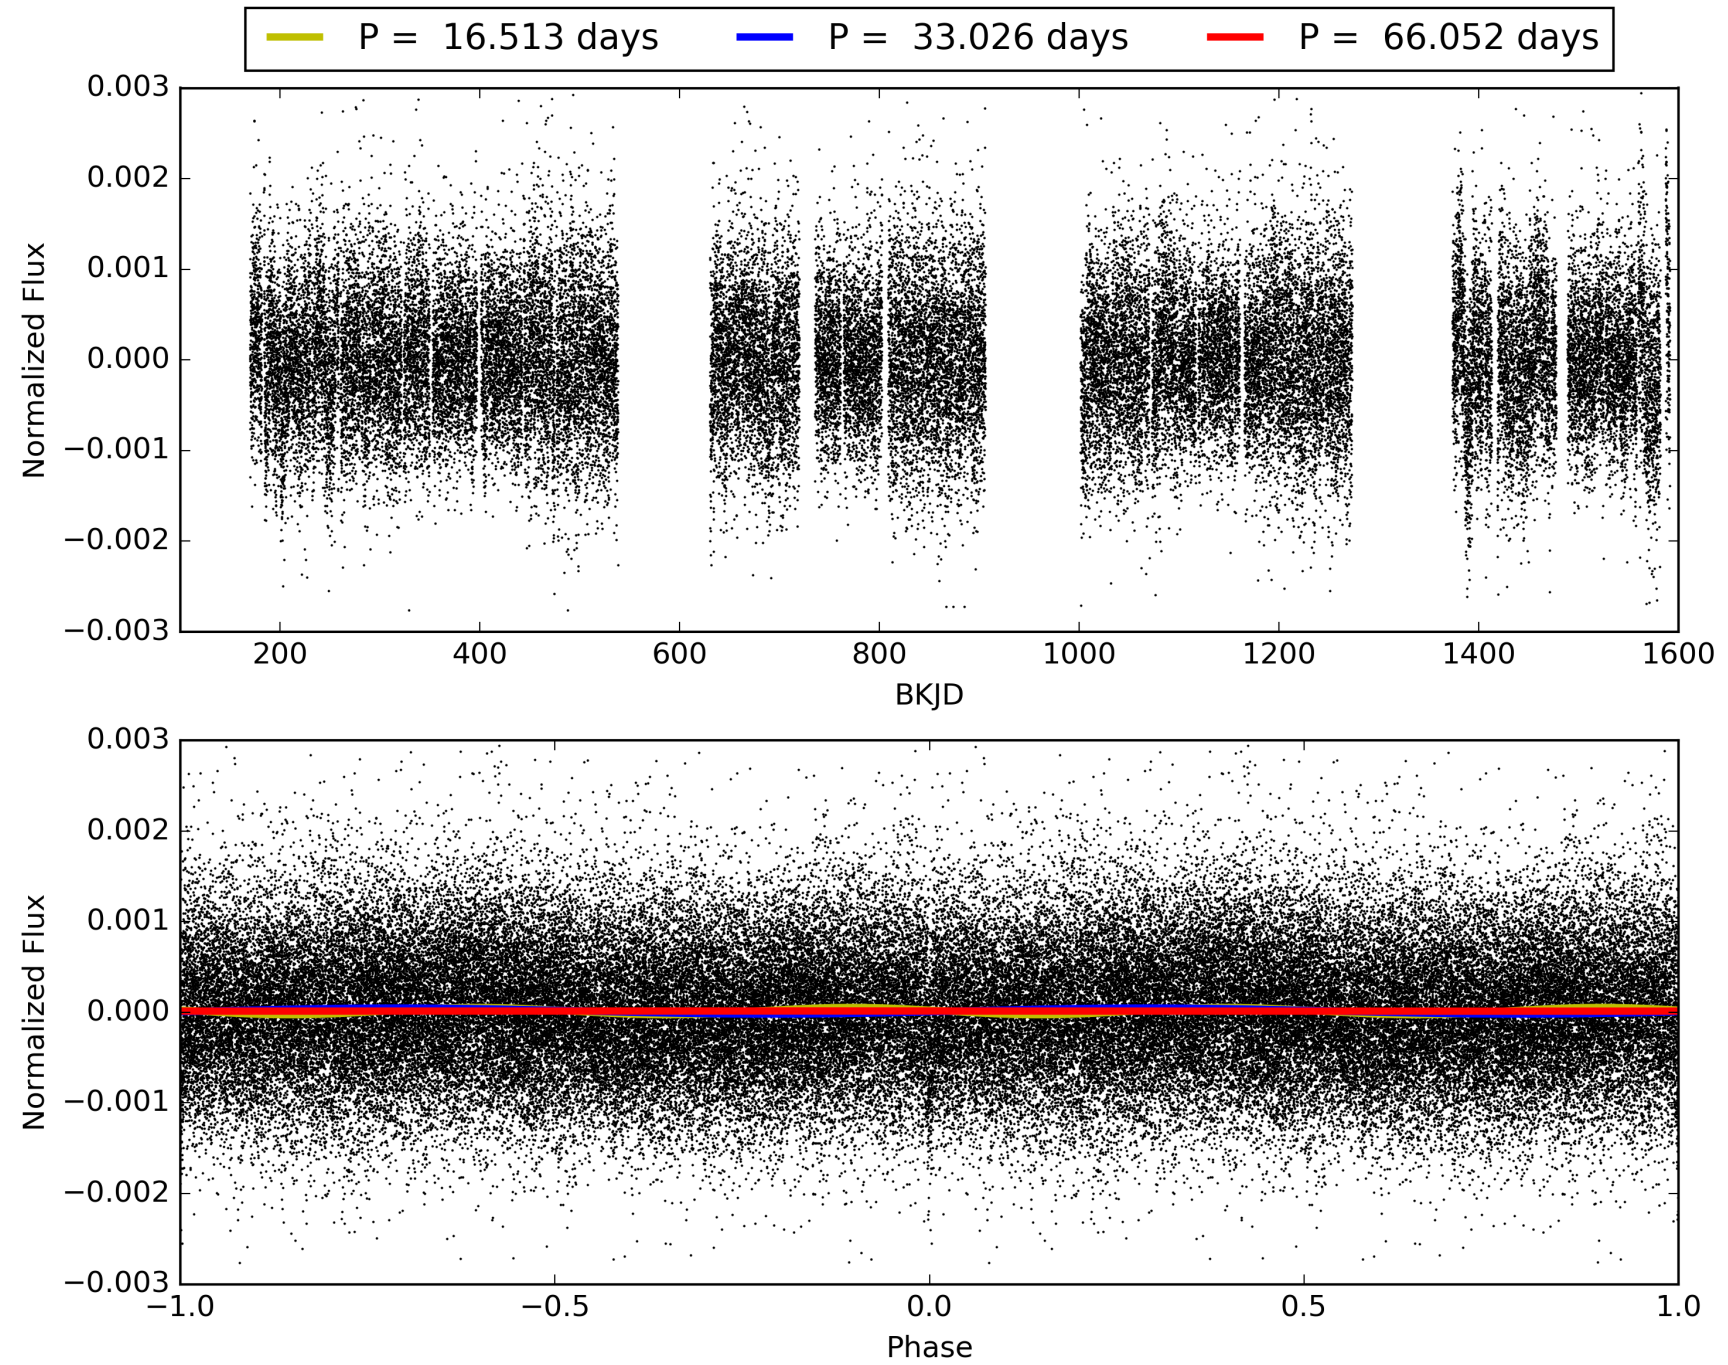 P = 16.513 days P = 33.026 days P = 66.052 days
0.003
0.002
0.001
0.000
−0.001
−0.002
−0.003
Normalized Flux
200 400 600 800 1000 1200 1400 1600
BKJD
0.003
0.002
0.001
0.000
−0.001
−0.002
−0.003
Normalized Flux
−1.0 −0.5 0.0 0.5 1.0
Phase